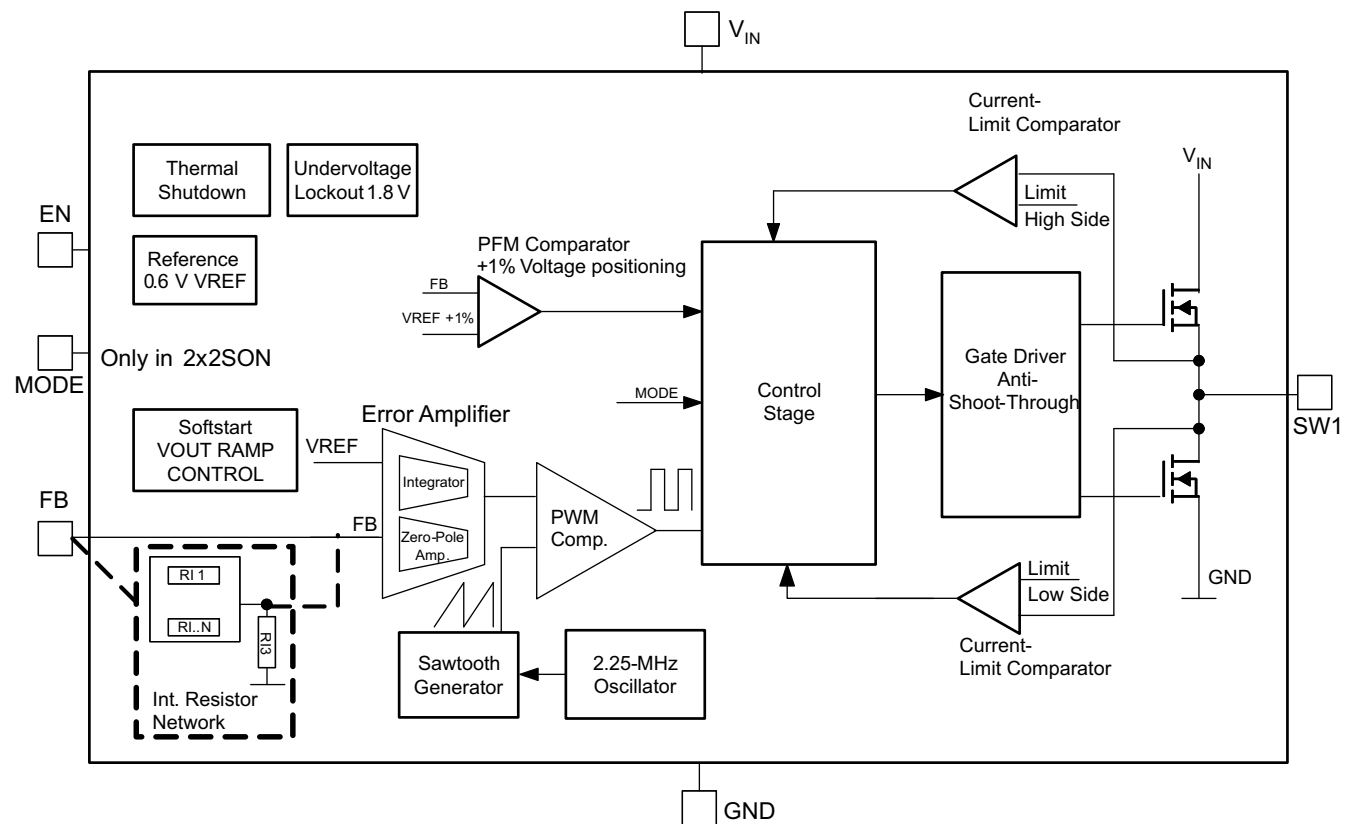 VIN
Current-
Limit Comparator
VIN
Thermal
Shutdown
Undervoltage
Lockout 1.8 V
Limit
High Side
EN
Reference
0.6 V VREF
PFM Comparator
+1% Voltage positioning
FB
VREF +1%
MODE
Only in 2x2SON
Gate Driver
Anti-
Shoot-Through
Control
Stage
MODE
SW1
Softstart
VOUT RAMP
CONTROL
Error Amplifier
VREF
Integrator
FB
FB
Zero-Pole
Amp.
PWM
Comp.
RI 1
RI..N
RI3
Int. Resistor
Network
Sawtooth
Generator
2.25-MHz
Oscillator
Limit
Low Side
GND
Current-
Limit Comparator
GND